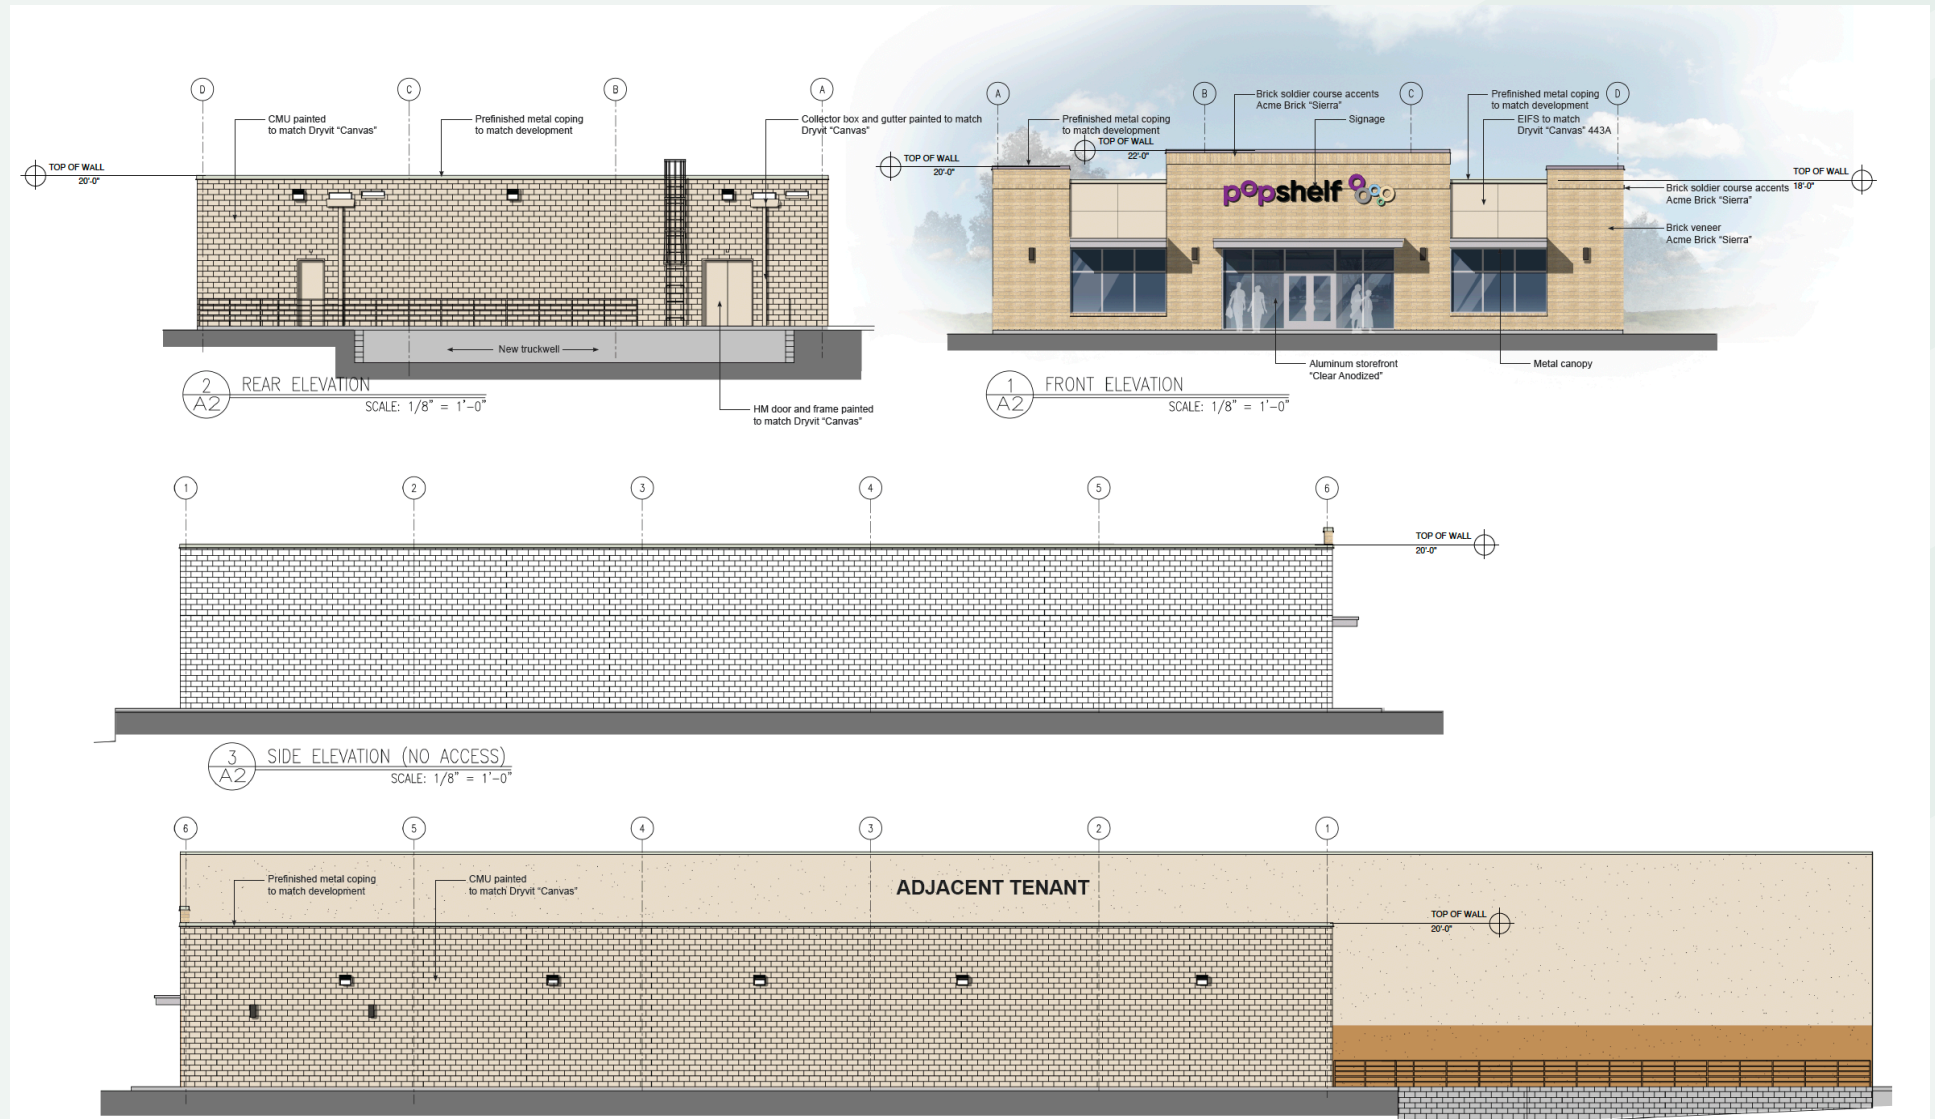 D
C
B
A
CMU painted
to match Dryvit "Canvas"
Prefinished metal coping
to match development
Collector box and gutter painted to match
Dryvit "Canvas"
TOP OF WALL
20'-0"
New truckwell
2
A2
REAR ELEVATION
SCALE: 1/8" = 1'-0"
HM door and frame painted
to match Dryvit "Canvas"
A
B
C
D
Prefinished metal coping
to match development
TOP OF WALL
22'-0"
TOP OF WALL
20'-0"
Brick soldier course accents
Acme Brick "Sierra"
Signage
Prefinished metal coping
to match development
EIFS to match
Dryvit "Canvas" 443A
TOP OF WALL
18'-0"
Brick soldier course accents
Acme Brick "Sierra"
Brick veneer
Acme Brick "Sierra"
popshelf
Aluminum storefront
"Clear Anodized"
Metal canopy
1
A2
FRONT ELEVATION
SCALE: 1/8" = 1'-0"
1
2
3
4
5
6
TOP OF WALL
20'-0"
3
A2
SIDE ELEVATION (NO ACCESS)
SCALE: 1/8" = 1'-0"
6
5
4
3
2
1
Prefinished metal coping
to match development
CMU painted
to match Dryvit "Canvas"
ADJACENT TENANT
TOP OF WALL
20'-0"